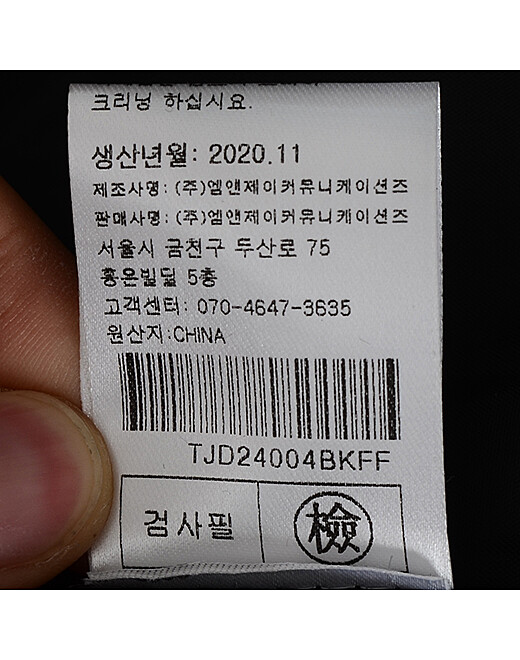 크리닝 하십시요.
생산년월: 2020.11
제조사명: (주)엠앤제이커뮤니케이션즈
판매사명: (주)엠앤제이커뮤니케이션즈
서울시 금천구 두산로 75
홍은빌딜 5층
고객센터: 070-4647-3635
원산지:CHINA
TJD24004BKFF
검사필 檢